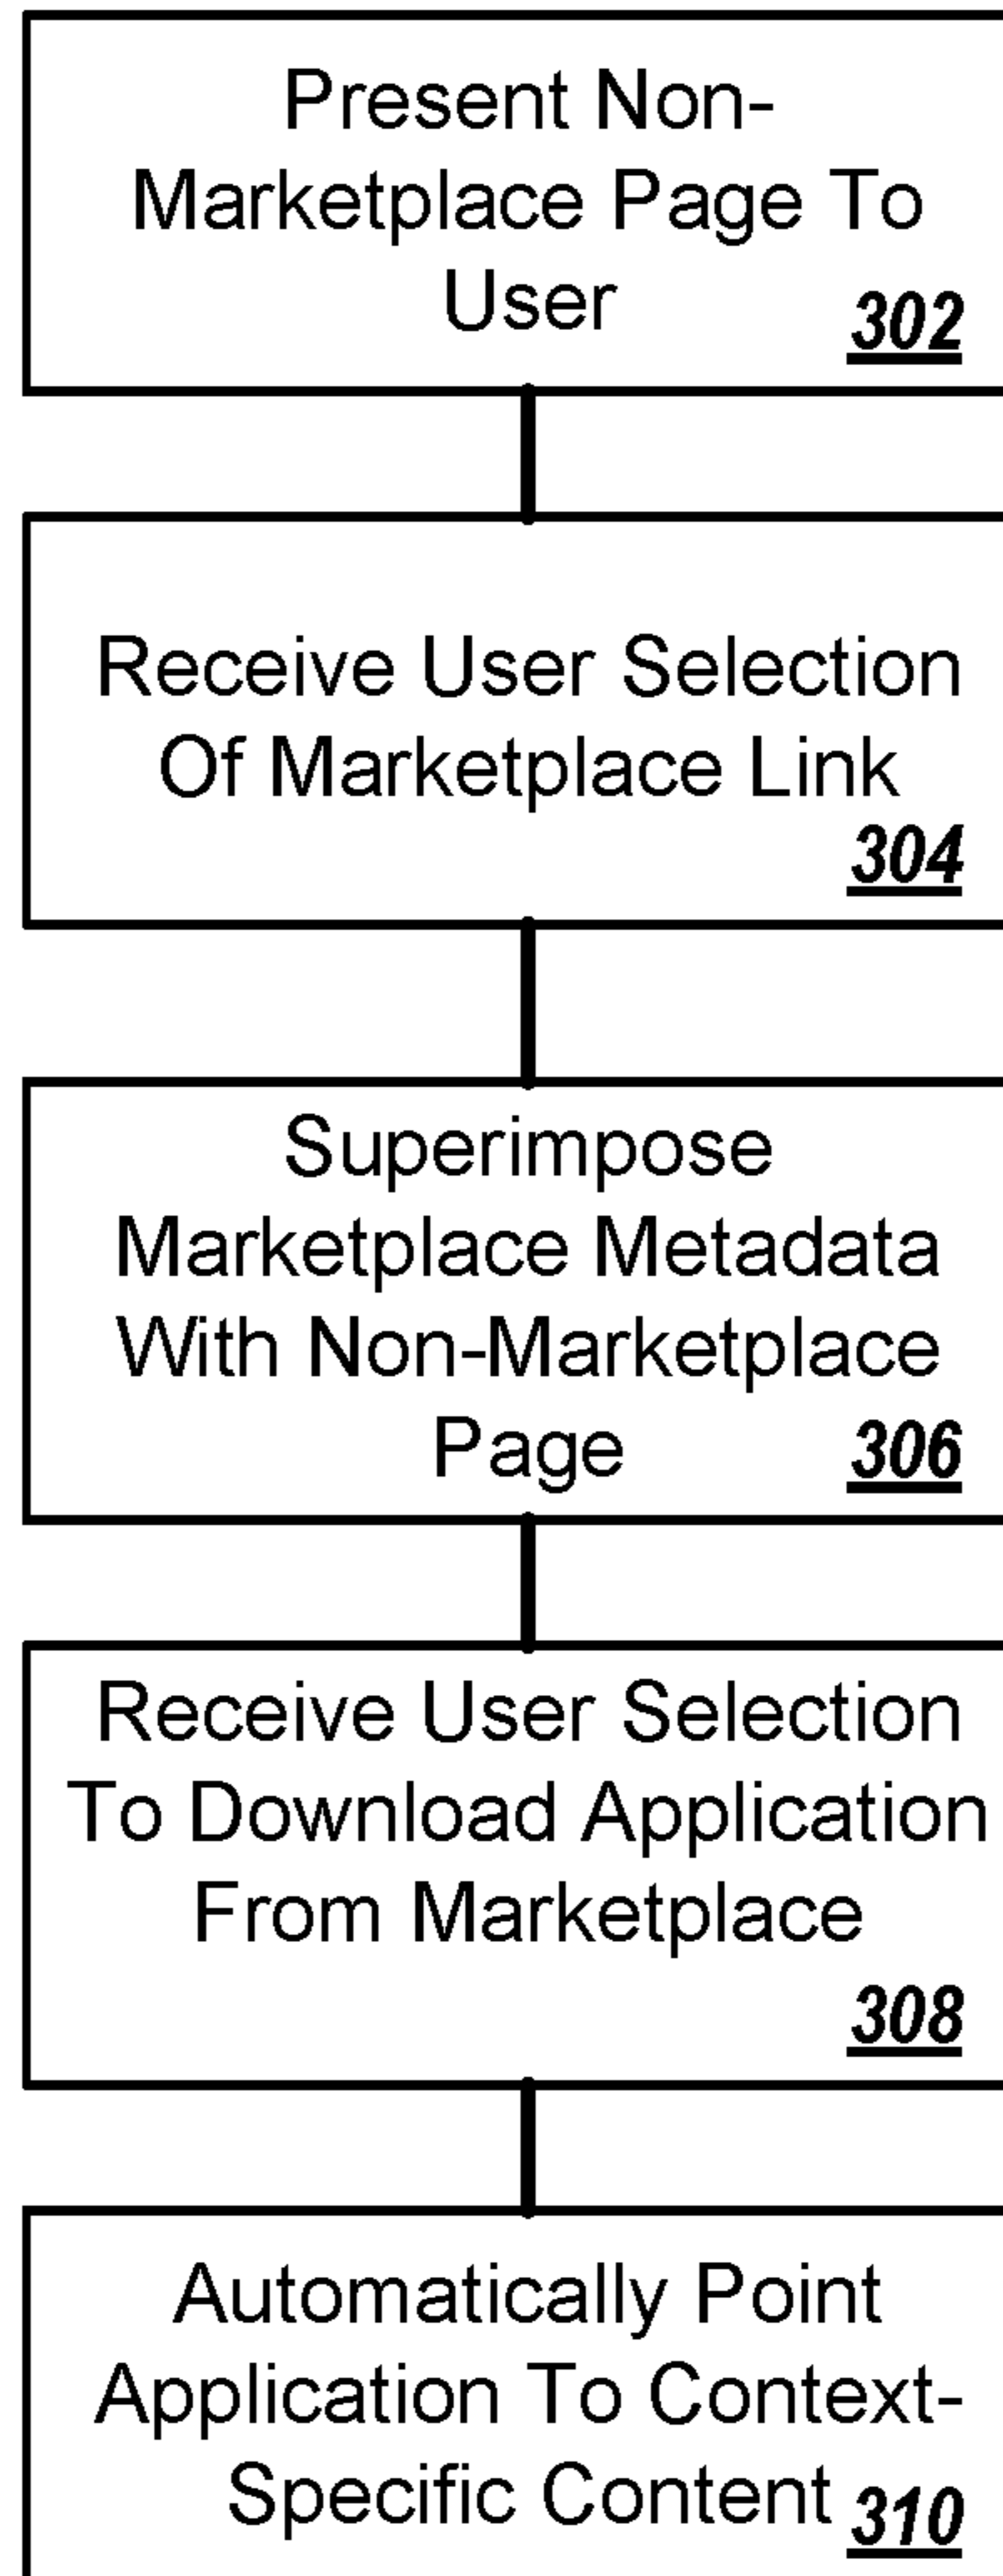 Present Non-
Marketplace Page To
User 302
Receive User Selection
Of Marketplace Link
304
Superimpose
Marketplace Metadata
With Non-Marketplace
Page 306
Receive User Selection
To Download Application
From Marketplace
308
Automatically Point
Application To Context-
Specific Content 310